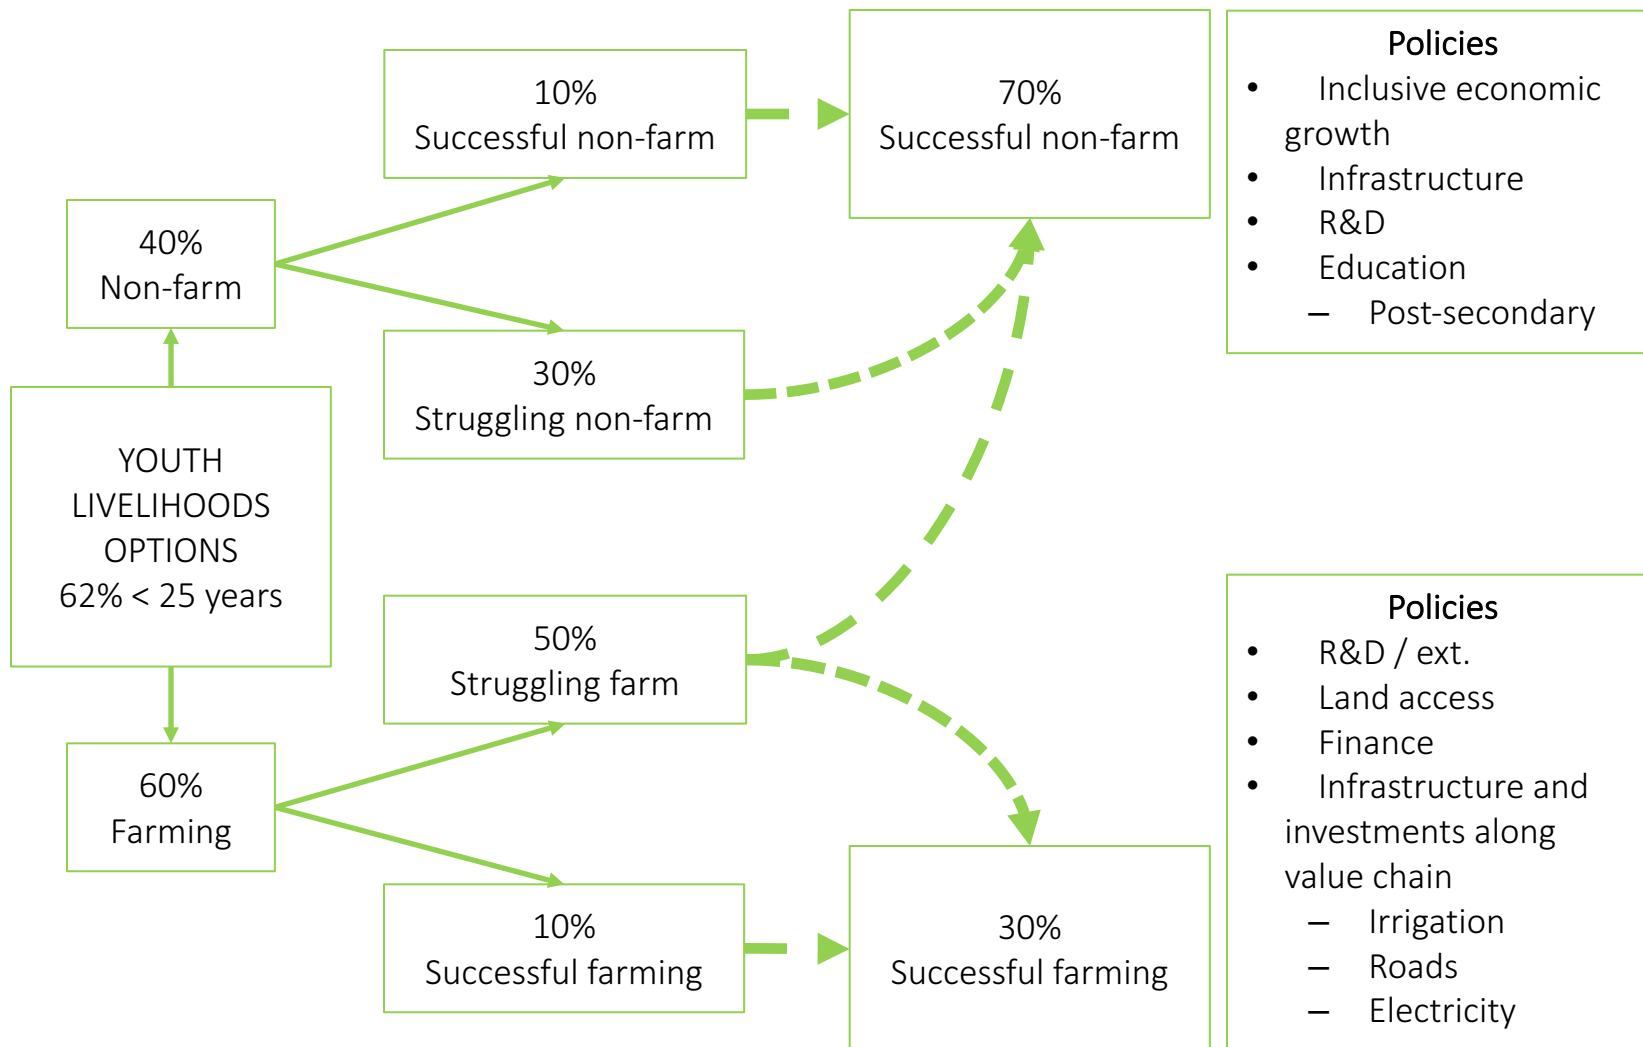 YOUTH
LIVELIHOODS
OPTIONS
62% < 25 years
40%
Non-farm
60%
Farming
10%
Successful non-farm
30%
Struggling non-farm
50%
Struggling farm
10%
Successful farming
70%
Successful non-farm
30%
Successful farming
Policies
• Inclusive economic
growth
• Infrastructure
• R&D
• Education
– Post-secondary
Policies
• R&D / ext.
• Land access
• Finance
• Infrastructure and
investments along
value chain
– Irrigation
– Roads
– Electricity